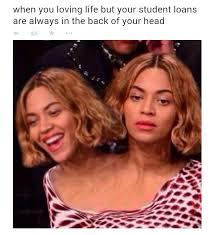 when you loving life but your student loans
are always in the back of your head